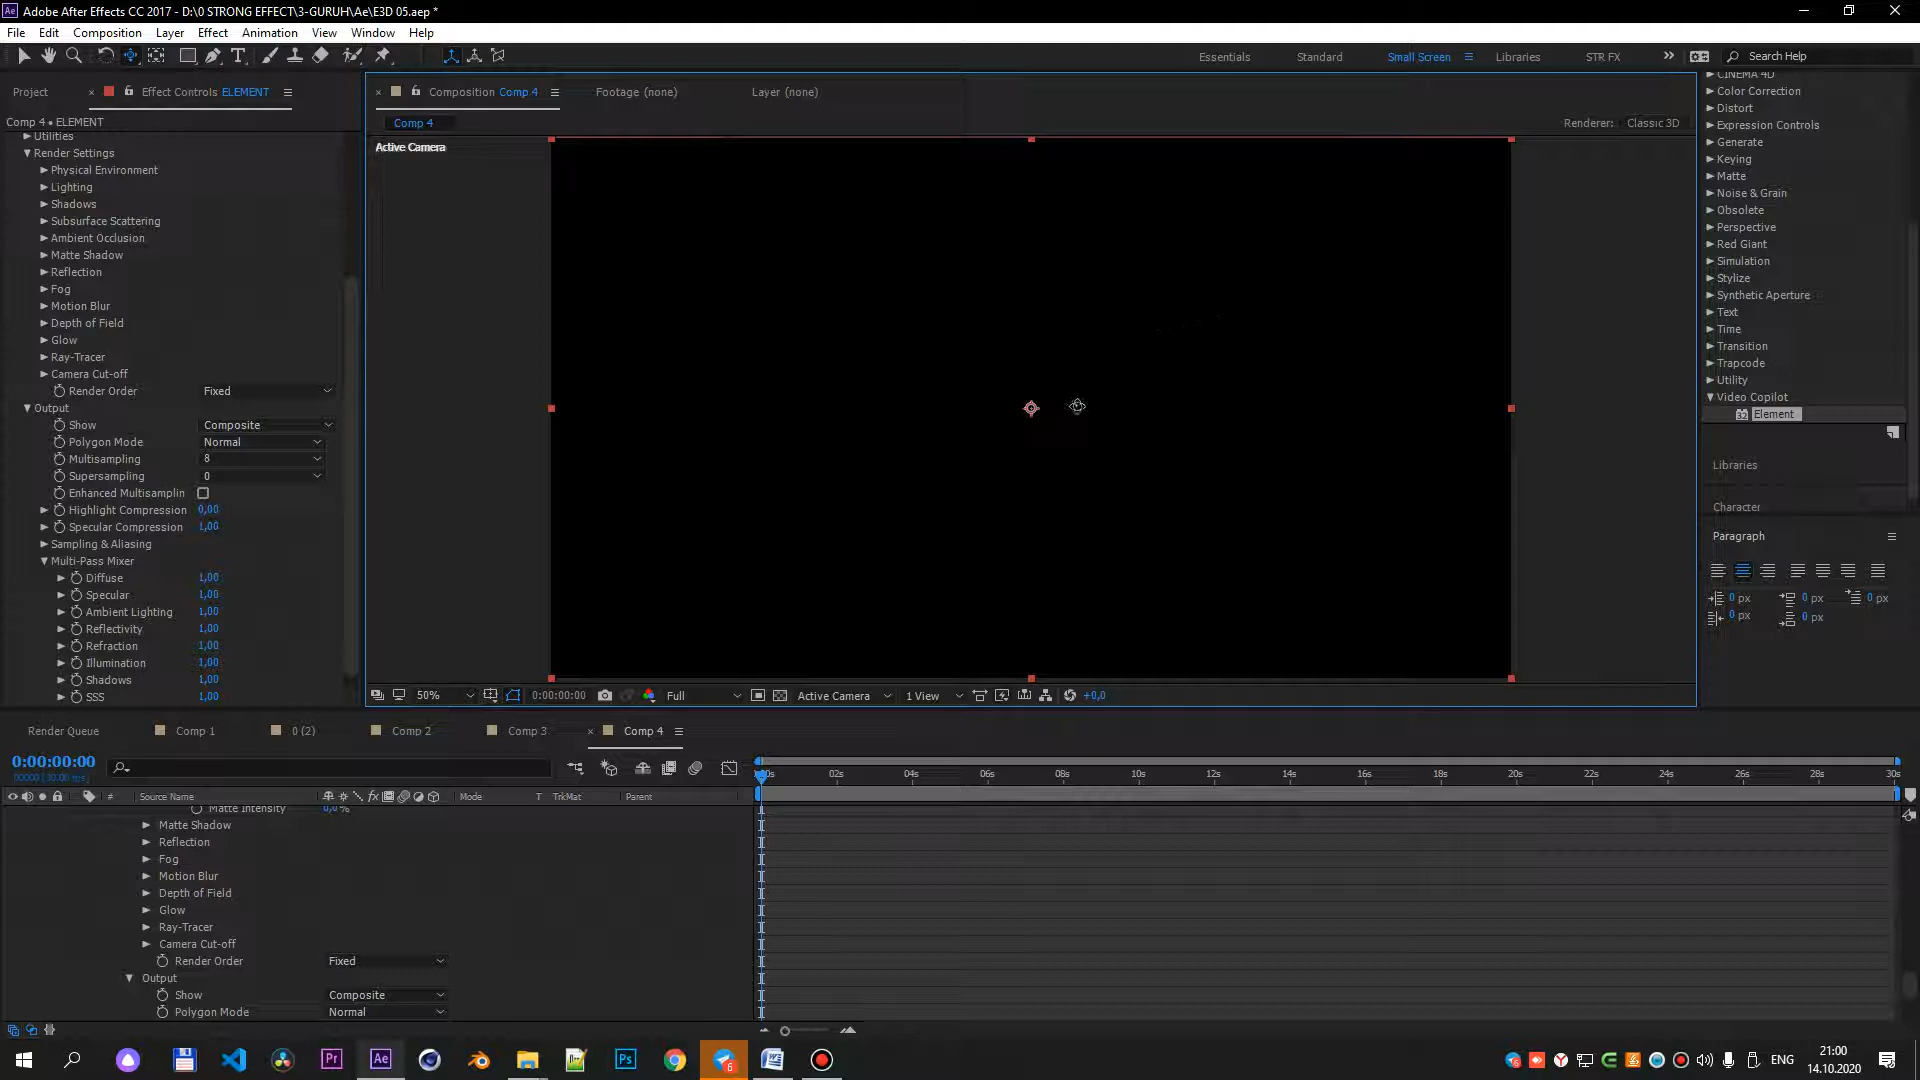 Adobe After Effects CC 2017 - D:\0 STRONG EFFECT\3-GURUH\Ae\E3D 05.aep *
File Edit Composition Layer Effect Animation Window View Help
Essentials Standard Small Screen Libraries STR FX Search Help
Project Effect Controls ELEMENT Composition Comp 4 Footage (none) Layer (none)
Comp 4 • ELEMENT
Comp 4 Renderer: Classic 3D
Active Camera
Utilities
Render Settings
Physical Environment
Lighting
Shadows
Subsurface Scattering
Ambient Occlusion
Matte Shadow
Reflection
Fog
Motion Blur
Depth of Field
Glow
Ray-Tracer
Camera Cut-off
Render Order Fixed
Output
Show Composite
Polygon Mode Normal
Multisampling 8
Supersampling 0
Enhanced Multisamplin
Highlight Compression 0,00
Specular Compression 1,00
Sampling & Aliasing
Multi-Pass Mixer
Diffuse 1,00
Specular 1,00
Ambient Lighting 1,00
Reflectivity 1,00
Refraction 1,00
Illumination 1,00
Shadows 1,00
SSS 1,00
50% 0:00:00:00 Full Active Camera 1 View +0,0
CINEMA 4D
Color Correction
Distort
Expression Controls
Generate
Keying
Matte
Noise & Grain
Obsolete
Perspective
Red Giant
Simulation
Stylize
Synthetic Aperture
Text
Time
Transition
Trapcode
Utility
Video Copilot
32 Element
Libraries
Character
Paragraph
0 px 0 px 0 px
0 px 0 px
Render Queue Comp 1 0 (2) Comp 2 Comp 3 Comp 4
0:00:00:00
# Source Name Mode T TrkMat Parent
02s 04s 06s 08s 10s 12s 14s 16s 18s 20s 22s 24s 26s 28s 30s
Matte Intensity 0,0%
Matte Shadow
Reflection
Fog
Motion Blur
Depth of Field
Glow
Ray-Tracer
Camera Cut-off
Render Order Fixed
Output
Show Composite
Polygon Mode Normal
ENG 21:00
14.10.2020